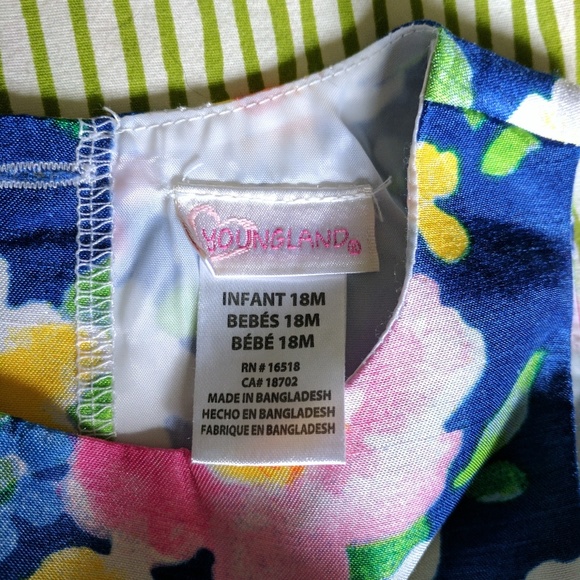 YOUNGLAND®
INFANT 18M
BEBÉS 18M
BÉBÉ 18M
RN # 16518
CA# 18702
MADE IN BANGLADESH
HECHO EN BANGLADESH
FABRIQUE EN BANGLADESH